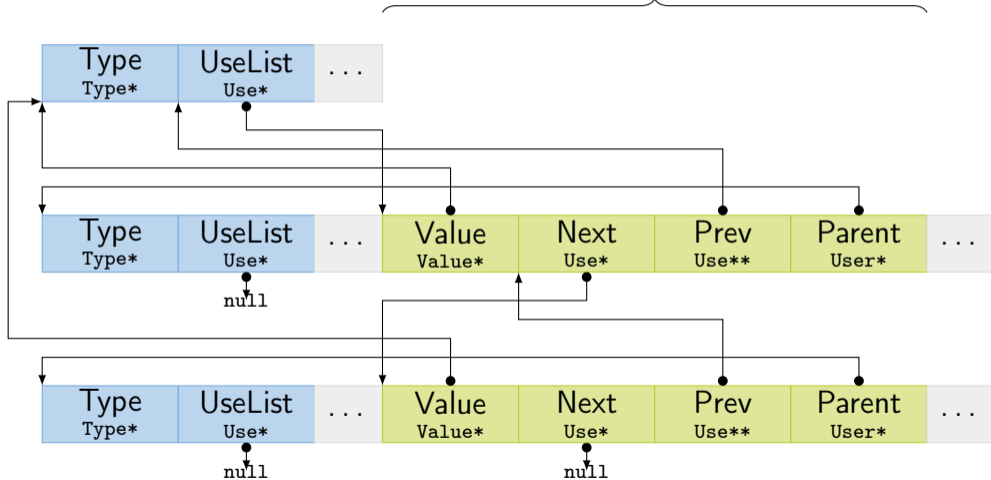 Type UseList ...
Type* Use*
Type UseList ... Value Next Prev Parent ...
Type* Use* Value* Use* Use** User*
null
Type UseList ... Value Next Prev Parent ...
Type* Use* Value* Use* Use** User*
null null